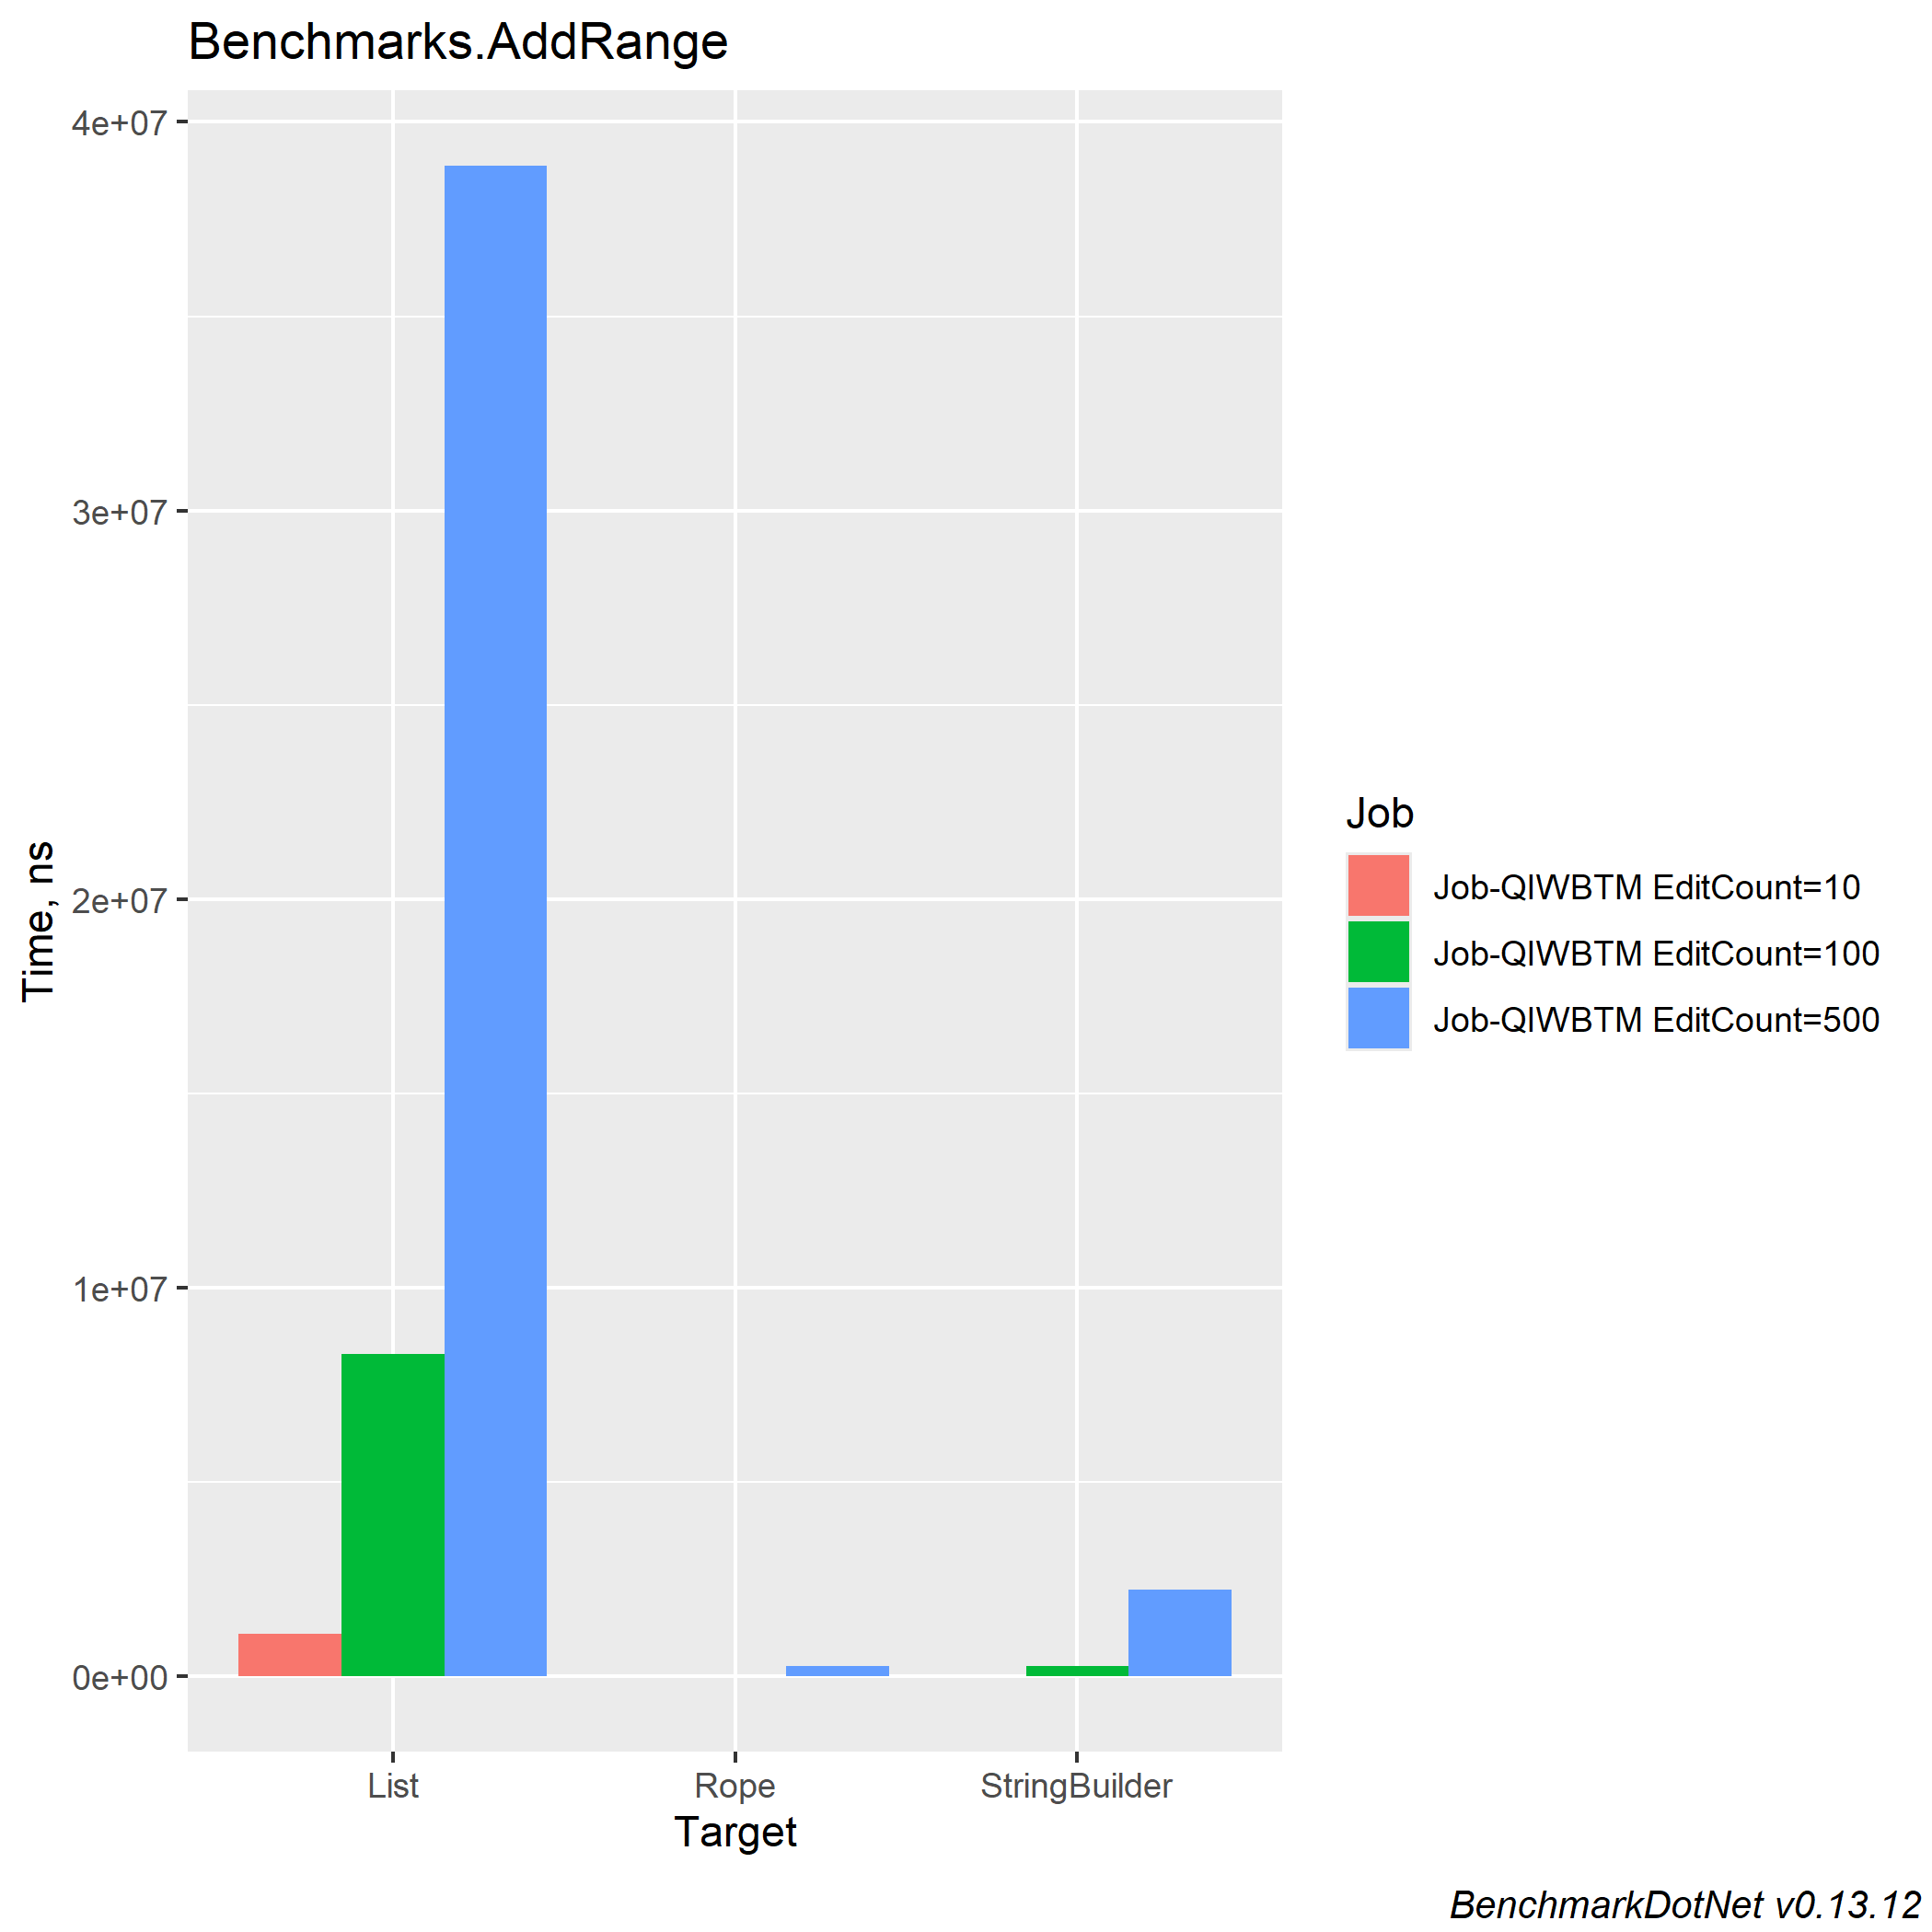 Benchmarks.AddRange
4e+07
3e+07
2e+07
1e+07
0e+00
Time, ns
List
Rope
StringBuilder
Target
Job
Job-QIWBTM EditCount=10
Job-QIWBTM EditCount=100
Job-QIWBTM EditCount=500
BenchmarkDotNet v0.13.12